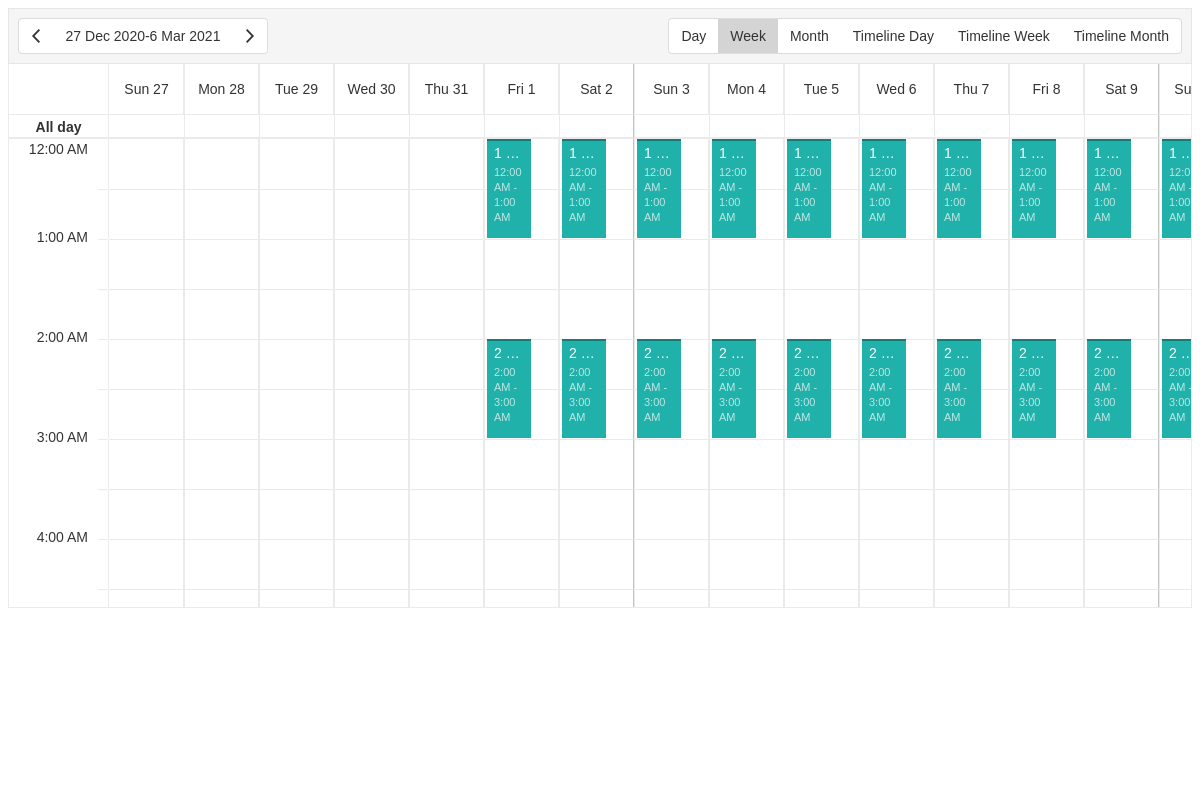 27 Dec 2020-6 Mar 2021
Day Week Month Timeline Day Timeline Week Timeline Month
Sun 27 Mon 28 Tue 29 Wed 30 Thu 31 Fri 1 Sat 2 Sun 3 Mon 4 Tue 5 Wed 6 Thu 7 Fri 8 Sat 9 Su
All day
12:00 AM
1 … 1 … 1 … 1 … 1 … 1 … 1 … 1 … 1 … 1 …
12:00 12:00 12:00 12:00 12:00 12:00 12:00 12:00 12:00 12:0
AM - AM - AM - AM - AM - AM - AM - AM - AM - AM -
1:00 1:00 1:00 1:00 1:00 1:00 1:00 1:00 1:00 1:00
AM AM AM AM AM AM AM AM AM AM
1:00 AM
2:00 AM
2 … 2 … 2 … 2 … 2 … 2 … 2 … 2 … 2 … 2 …
2:00 2:00 2:00 2:00 2:00 2:00 2:00 2:00 2:00 2:00
AM - AM - AM - AM - AM - AM - AM - AM - AM - AM -
3:00 3:00 3:00 3:00 3:00 3:00 3:00 3:00 3:00 3:00
AM AM AM AM AM AM AM AM AM AM
3:00 AM
4:00 AM